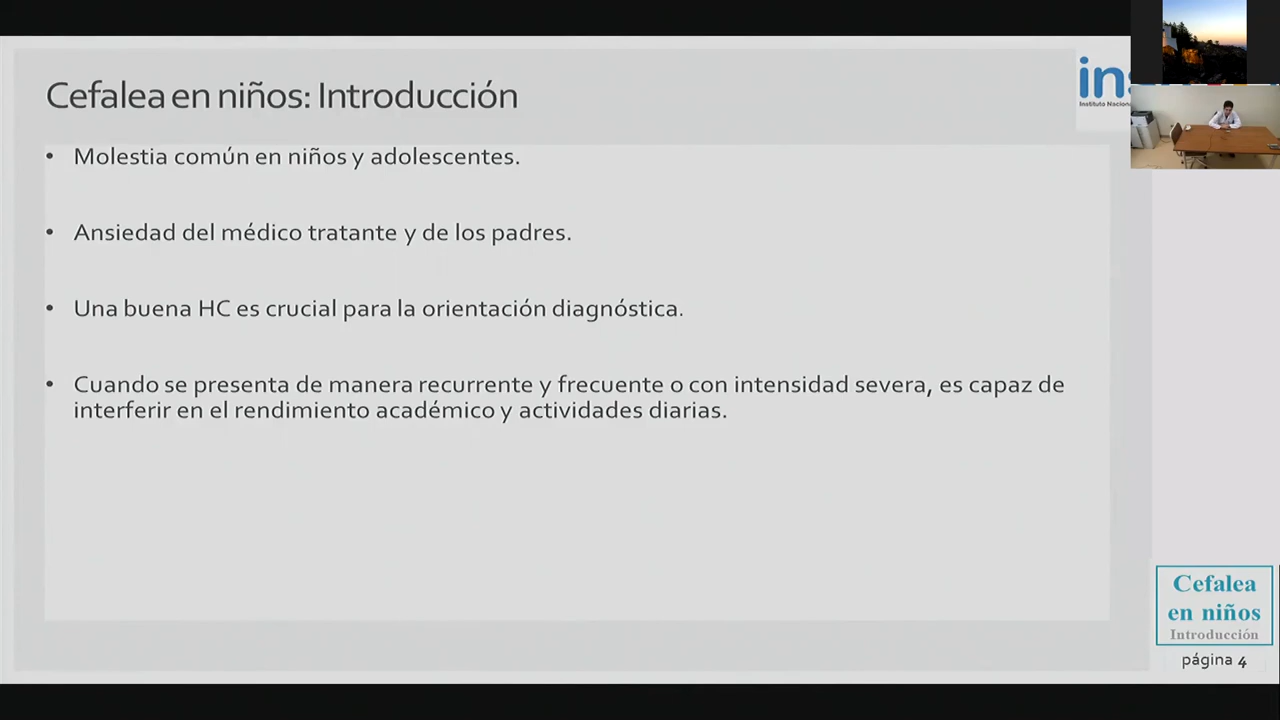 Cefalea en niños: Introducción
• Molestia común en niños y adolescentes.
• Ansiedad del médico tratante y de los padres.
• Una buena HC es crucial para la orientación diagnóstica.
• Cuando se presenta de manera recurrente y frecuente o con intensidad severa, es capaz de
interferir en el rendimiento académico y actividades diarias.
Instituto
Cefalea
en niños
Introducción
página 4